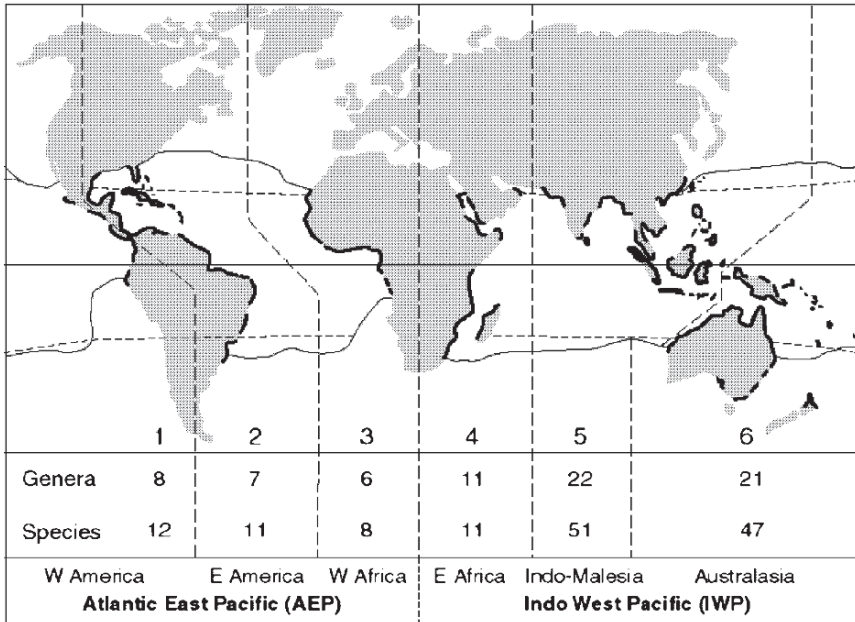 1 2 3 4 5 6
Genera 8 7 6 11 22 21
Species 12 11 8 11 51 47
W America E America W Africa E Africa Indo-Malesia Australasia
Atlantic East Pacific (AEP) Indo West Pacific (IWP)